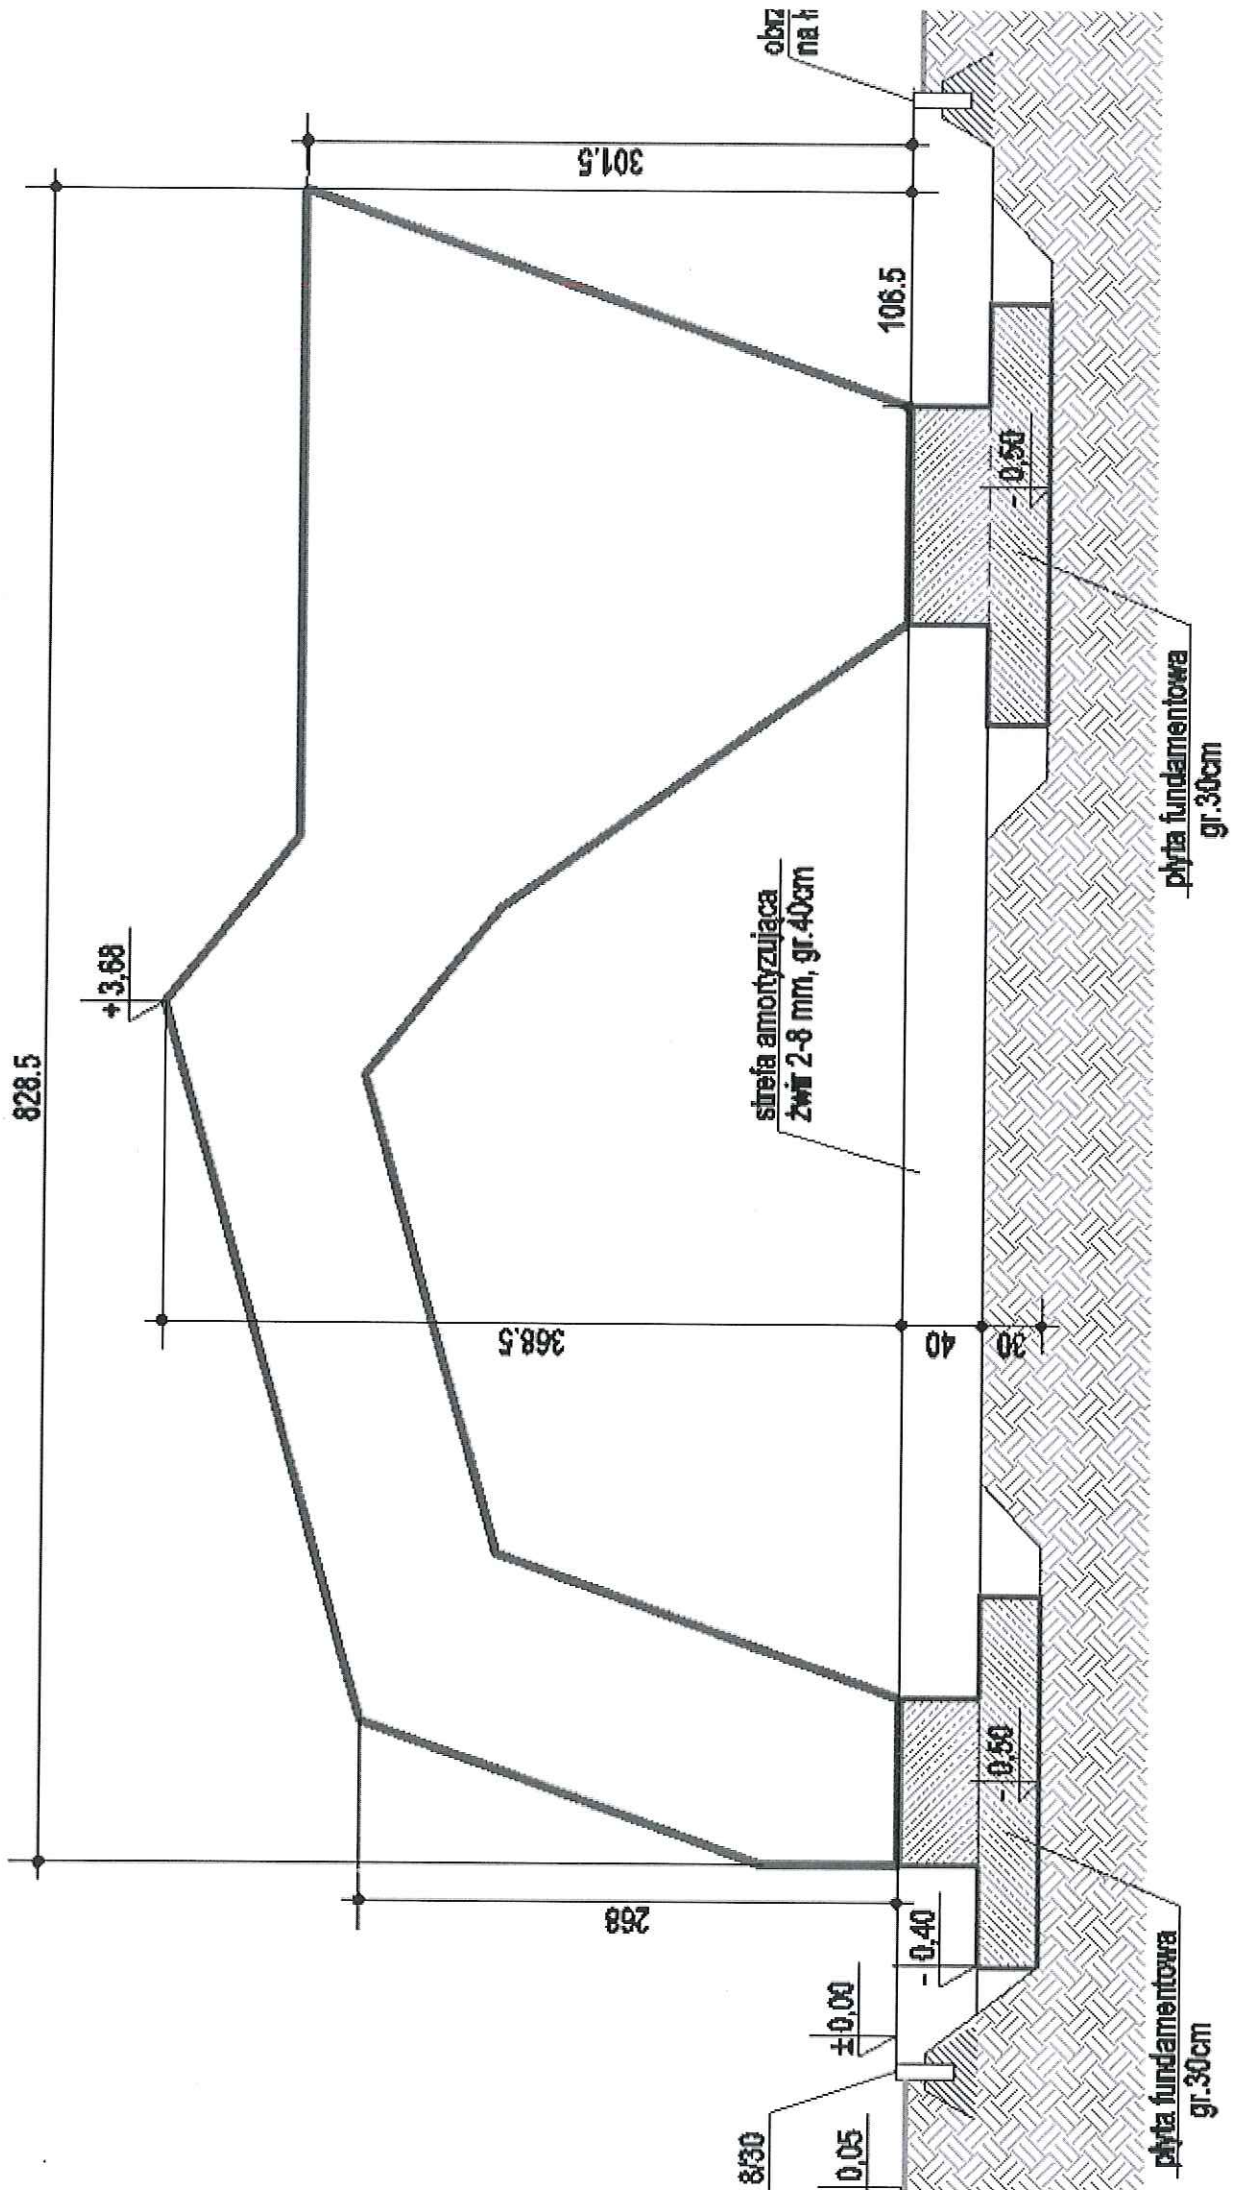 828.5
+3,68
301.5
106.5
368.5
268
40
30
strefa amortyzująca
żwir 2-8 mm, gr.40cm
±0,00
- 0,40
- 0,50
- 0,50
8/30
0,05
obrz
na
płyta fundamentowa
gr.30cm
płyta fundamentowa
gr.30cm